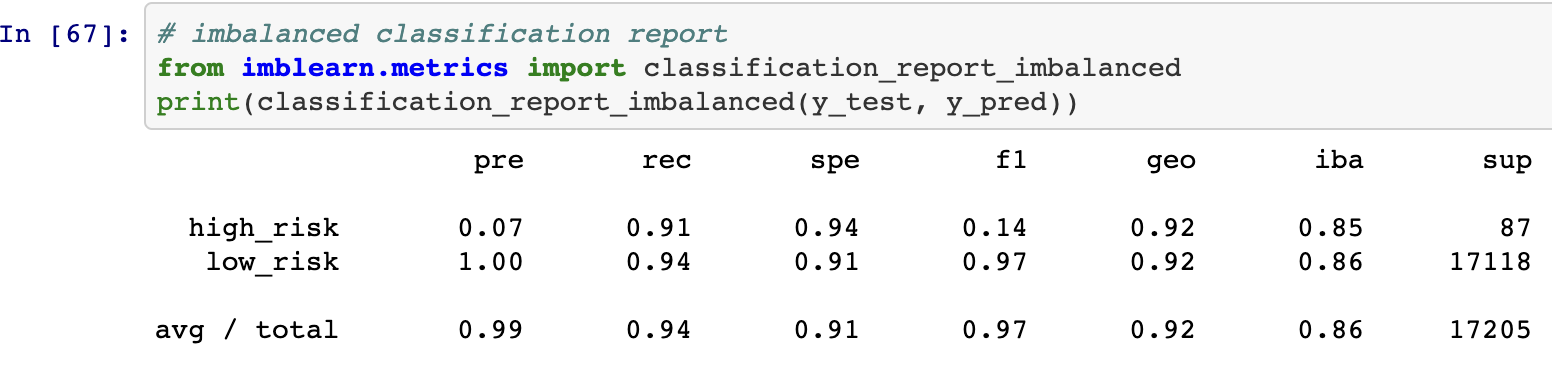 In [67]: # imbalanced classification report
from imblearn.metrics import classification_report_imbalanced
print(classification_report_imbalanced(y_test, y_pred))
pre rec spe f1 geo iba sup
high_risk 0.07 0.91 0.94 0.14 0.92 0.85 87
low_risk 1.00 0.94 0.91 0.97 0.92 0.86 17118
avg / total 0.99 0.94 0.91 0.97 0.92 0.86 17205